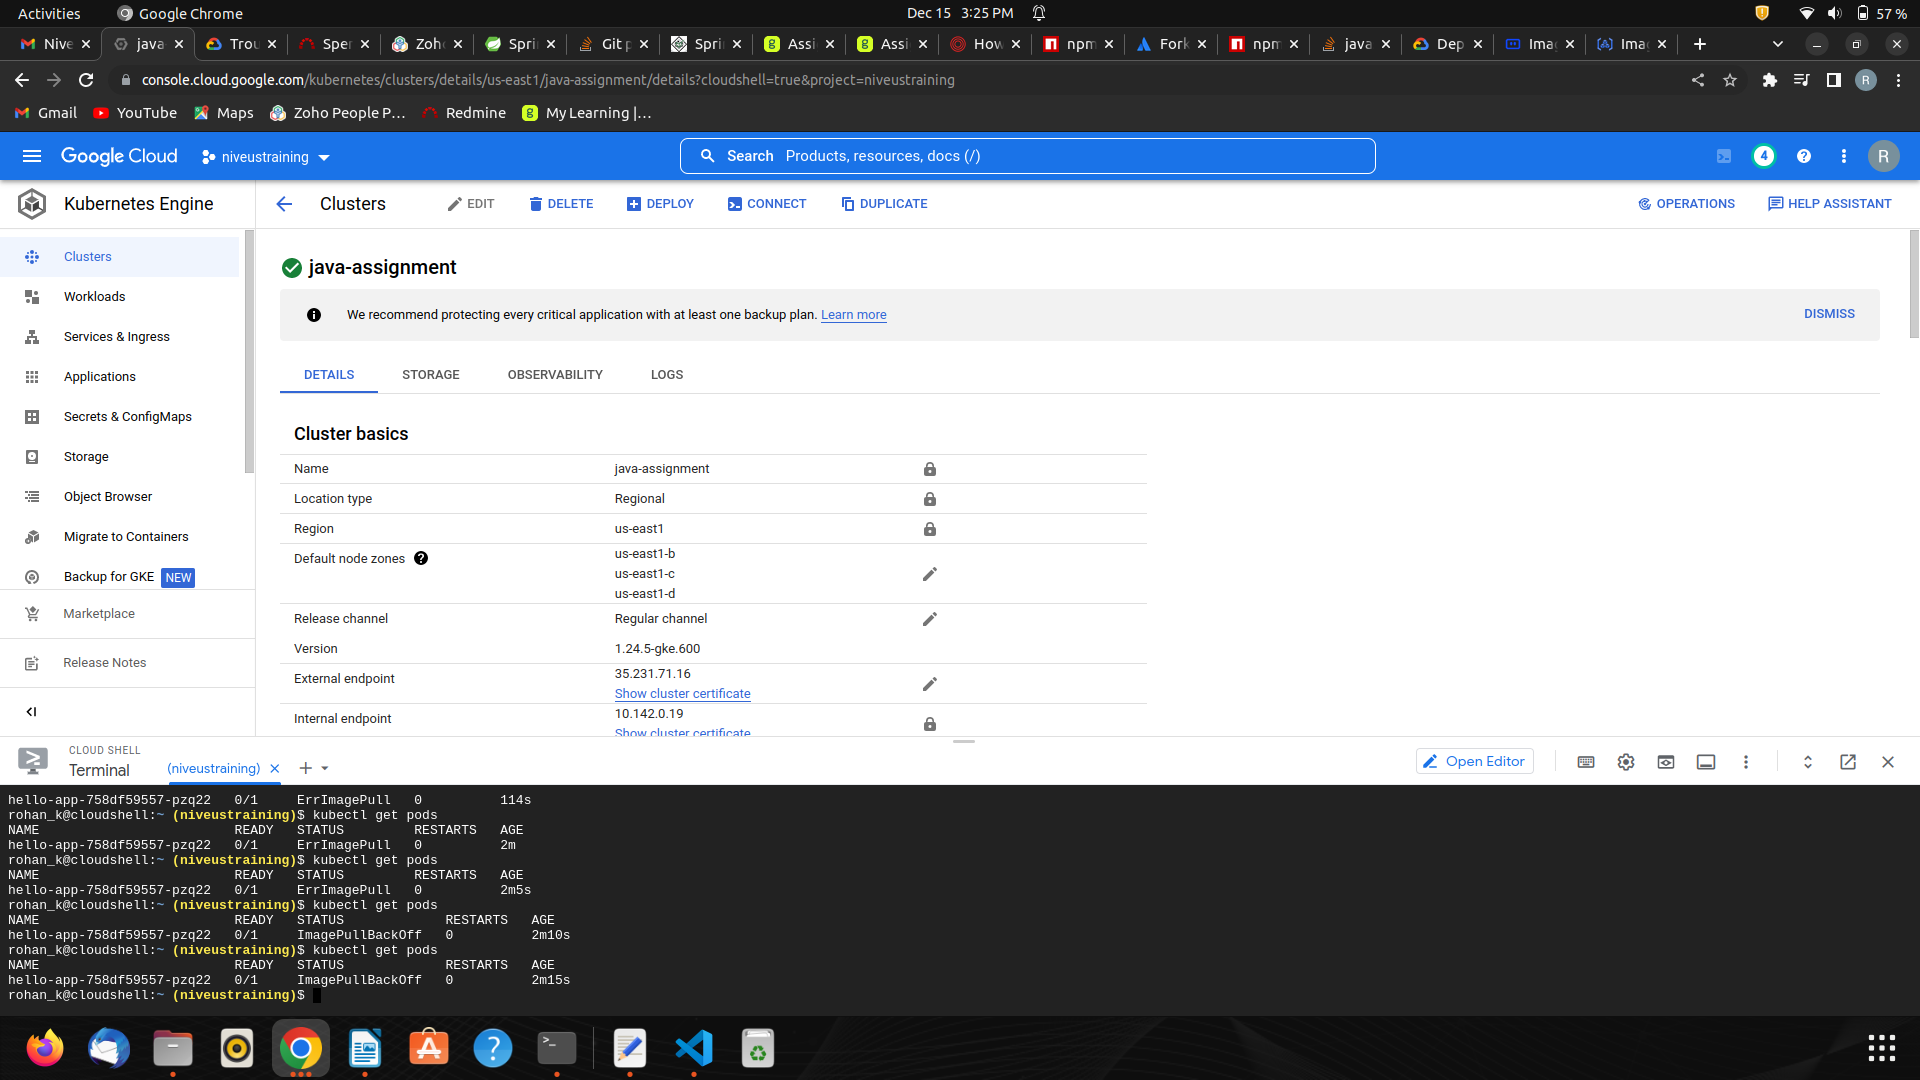 Activities
Google Chrome
Dec 15 3:25 PM
57 %
Nive
java
Trou
Sper
Zoho
Sprin
Git p
Sprin
Assi
Assi
How
npm
Fork
npm
java
Dep
Imag
Imag
console.cloud.google.com/kubernetes/clusters/details/us-east1/java-assignment/details?cloudshell=true&project=niveustraining
R
Gmail
YouTube
Maps
Zoho People P...
Redmine
My Learning |...
Google Cloud
niveustraining
Search Products, resources, docs (/)
4
R
Kubernetes Engine
Clusters
EDIT
DELETE
DEPLOY
CONNECT
DUPLICATE
OPERATIONS
HELP ASSISTANT
Clusters
Workloads
Services & Ingress
Applications
Secrets & ConfigMaps
Storage
Object Browser
Migrate to Containers
Backup for GKE NEW
Marketplace
Release Notes
java-assignment
We recommend protecting every critical application with at least one backup plan. Learn more
DISMISS
DETAILS
STORAGE
OBSERVABILITY
LOGS
Cluster basics
Name java-assignment
Location type Regional
Region us-east1
Default node zones us-east1-b
us-east1-c
us-east1-d
Release channel Regular channel
Version 1.24.5-gke.600
External endpoint 35.231.71.16
Show cluster certificate
Internal endpoint 10.142.0.19
Show cluster certificate
CLOUD SHELL
Terminal
(niveustraining)
Open Editor
hello-app-758df59557-pzq22 0/1 ErrImagePull 0 114s
rohan_k@cloudshell:~ (niveustraining)$ kubectl get pods
NAME READY STATUS RESTARTS AGE
hello-app-758df59557-pzq22 0/1 ErrImagePull 0 2m
rohan_k@cloudshell:~ (niveustraining)$ kubectl get pods
NAME READY STATUS RESTARTS AGE
hello-app-758df59557-pzq22 0/1 ErrImagePull 0 2m5s
rohan_k@cloudshell:~ (niveustraining)$ kubectl get pods
NAME READY STATUS RESTARTS AGE
hello-app-758df59557-pzq22 0/1 ImagePullBackOff 0 2m10s
rohan_k@cloudshell:~ (niveustraining)$ kubectl get pods
NAME READY STATUS RESTARTS AGE
hello-app-758df59557-pzq22 0/1 ImagePullBackOff 0 2m15s
rohan_k@cloudshell:~ (niveustraining)$